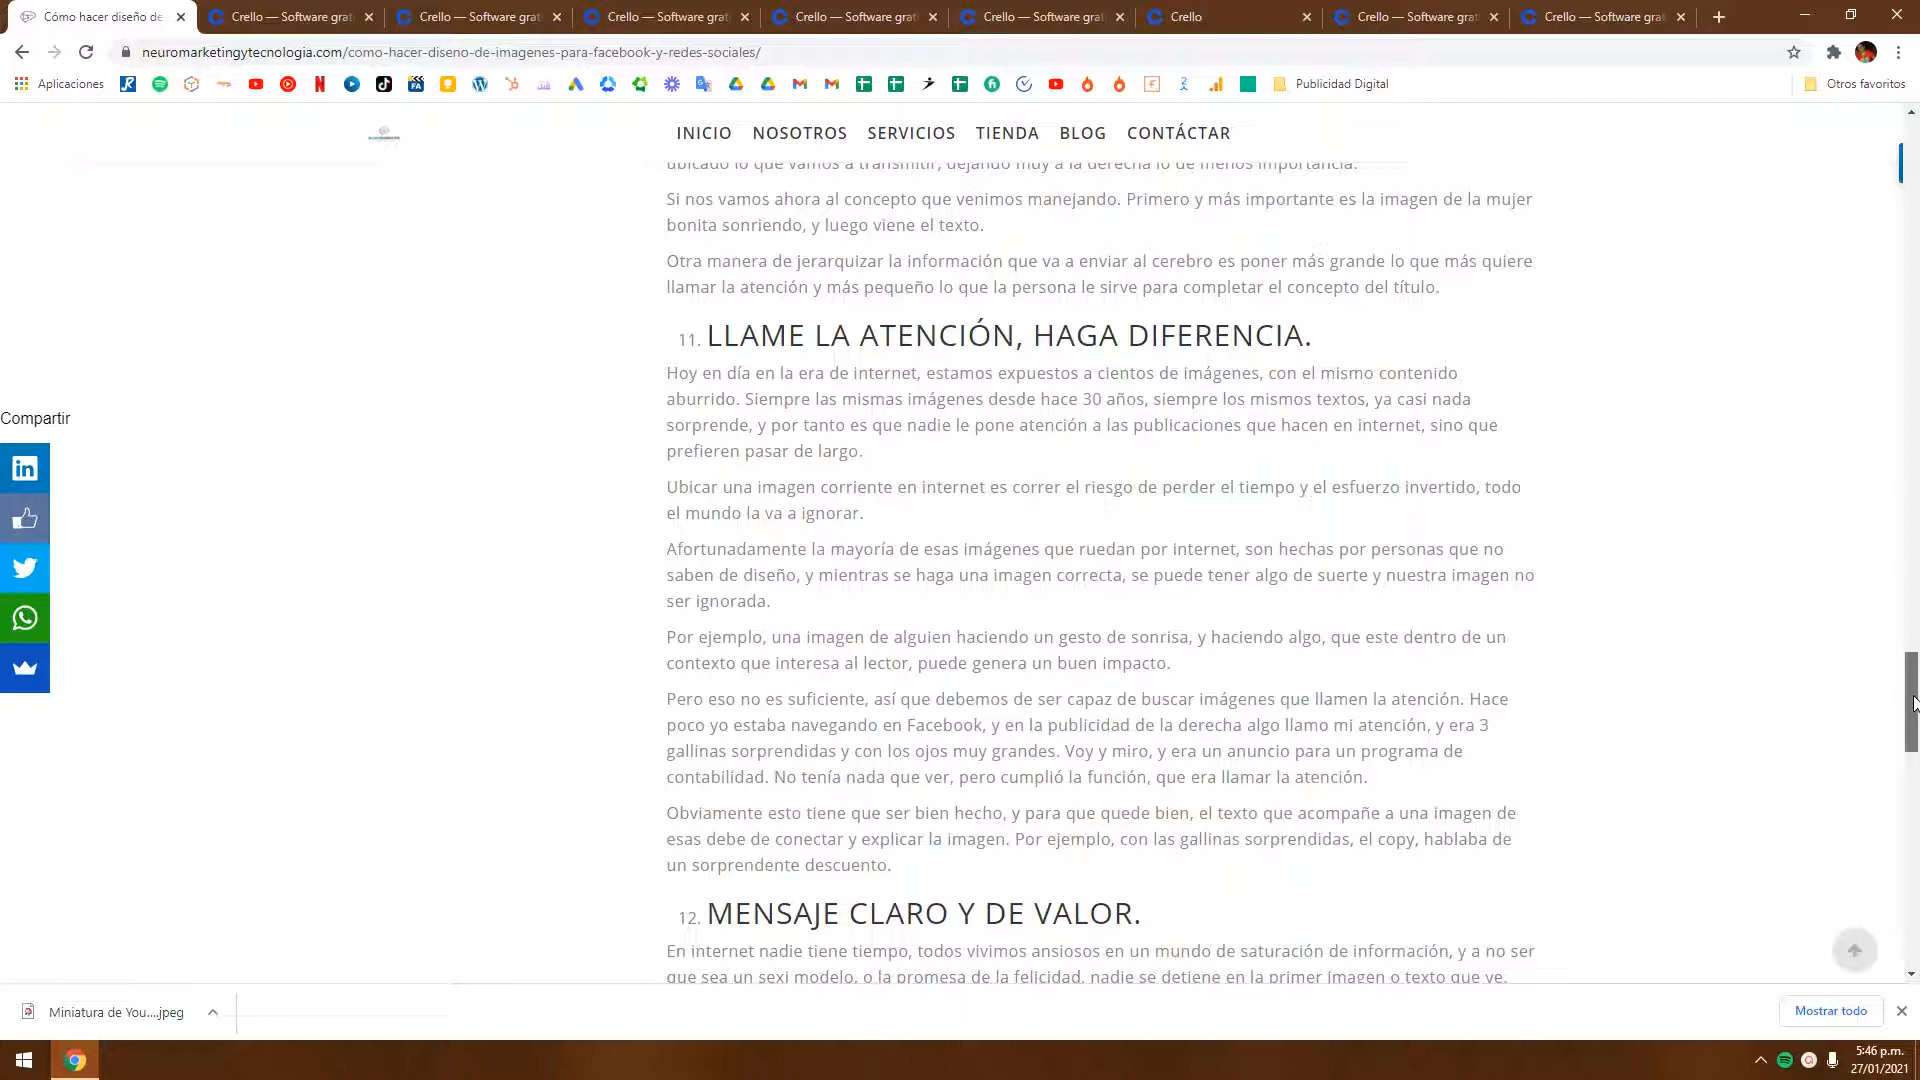 Cómo hacer diseño de
Crello — Software grat
Crello — Software grat
Crello — Software grat
Crello — Software grat
Crello — Software grat
Crello
Crello — Software grat
Crello — Software grat
neuromarketingytecnologia.com/como-hacer-diseno-de-imagenes-para-facebook-y-redes-sociales/
Aplicaciones
Publicidad Digital
Otros favoritos
INICIO NOSOTROS SERVICIOS TIENDA BLOG CONTÁCTAR
ubicado lo que vamos a transmitir, dejando muy a la derecha lo de menos importancia.
Si nos vamos ahora al concepto que venimos manejando. Primero y más importante es la imagen de la mujer
bonita sonriendo, y luego viene el texto.
Otra manera de jerarquizar la información que va a enviar al cerebro es poner más grande lo que más quiere
llamar la atención y más pequeño lo que la persona le sirve para completar el concepto del título.
11. LLAME LA ATENCIÓN, HAGA DIFERENCIA.
Hoy en día en la era de internet, estamos expuestos a cientos de imágenes, con el mismo contenido
aburrido. Siempre las mismas imágenes desde hace 30 años, siempre los mismos textos, ya casi nada
sorprende, y por tanto es que nadie le pone atención a las publicaciones que hacen en internet, sino que
prefieren pasar de largo.
Ubicar una imagen corriente en internet es correr el riesgo de perder el tiempo y el esfuerzo invertido, todo
el mundo la va a ignorar.
Afortunadamente la mayoría de esas imágenes que ruedan por internet, son hechas por personas que no
saben de diseño, y mientras se haga una imagen correcta, se puede tener algo de suerte y nuestra imagen no
ser ignorada.
Por ejemplo, una imagen de alguien haciendo un gesto de sonrisa, y haciendo algo, que este dentro de un
contexto que interesa al lector, puede genera un buen impacto.
Pero eso no es suficiente, así que debemos de ser capaz de buscar imágenes que llamen la atención. Hace
poco yo estaba navegando en Facebook, y en la publicidad de la derecha algo llamo mi atención, y era 3
gallinas sorprendidas y con los ojos muy grandes. Voy y miro, y era un anuncio para un programa de
contabilidad. No tenía nada que ver, pero cumplió la función, que era llamar la atención.
Obviamente esto tiene que ser bien hecho, y para que quede bien, el texto que acompañe a una imagen de
esas debe de conectar y explicar la imagen. Por ejemplo, con las gallinas sorprendidas, el copy, hablaba de
un sorprendente descuento.
12. MENSAJE CLARO Y DE VALOR.
En internet nadie tiene tiempo, todos vivimos ansiosos en un mundo de saturación de información, y a no ser
que sea un sexi modelo, o la promesa de la felicidad, nadie se detiene en la primer imagen o texto que ve.
Compartir
Miniatura de You....jpeg
Mostrar todo
5:46 p.m.
27/01/2021